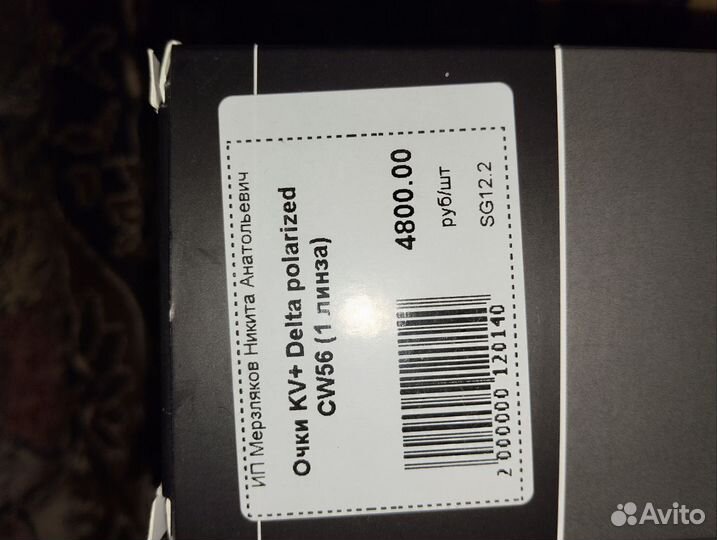 ИП Мерзляков Никита Анатольевич
Очки KV+ Delta polarized
CW56 (1 линза)
4800.00
руб/шт
SG12.2
2 000000 120140
Avito